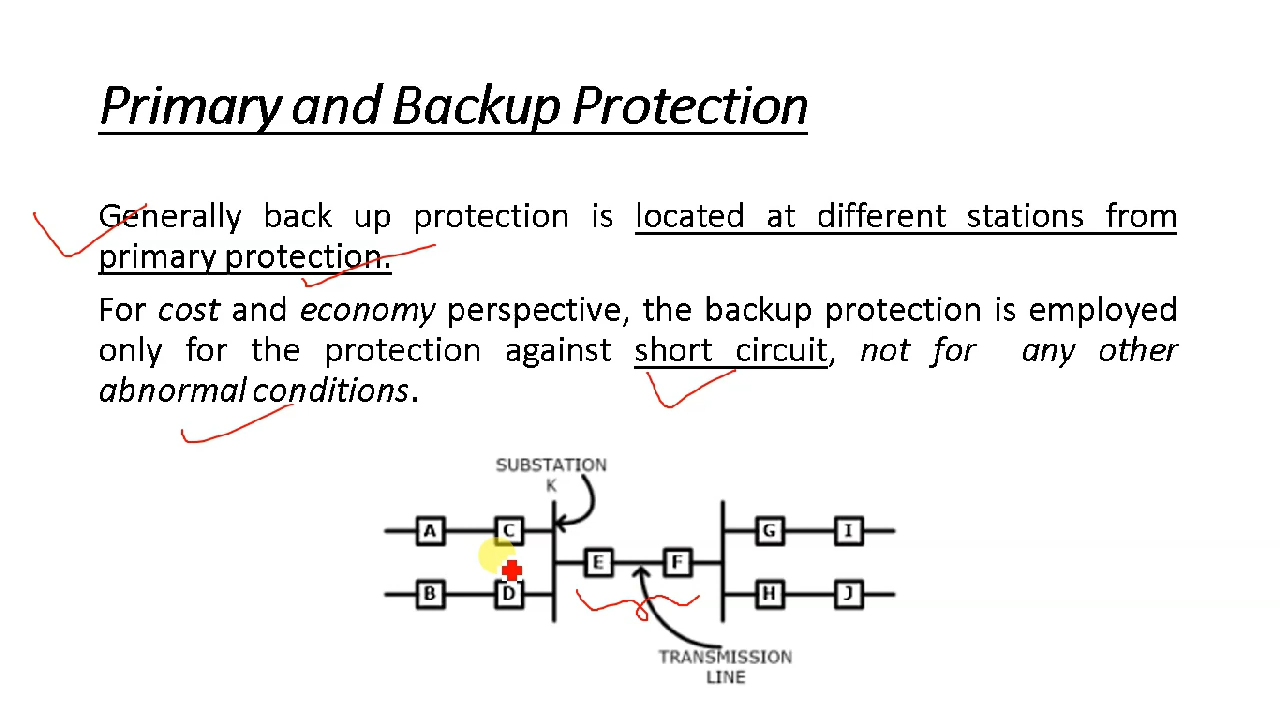 Primary and Backup Protection
Generally back up protection is located at different stations from
primary protection.
For cost and economy perspective, the backup protection is employed
only for the protection against short circuit, not for any other
abnormal conditions.
SUBSTATION
K
A C G I
E F
B D H J
TRANSMISSION
LINE